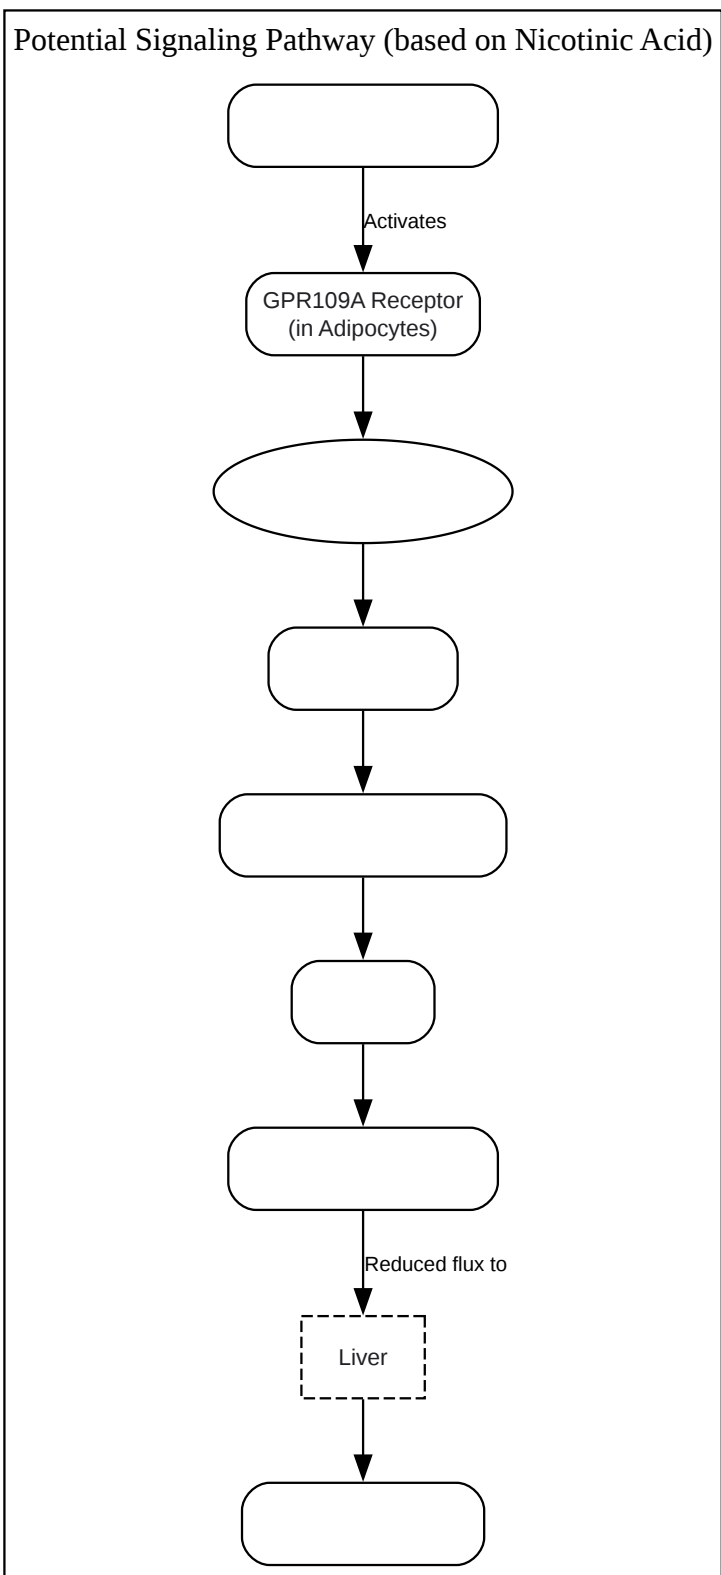 Potential Signaling Pathway (based on Nicotinic Acid)
Activates
GPR109A Receptor
(in Adipocytes)
Reduced flux to
Liver